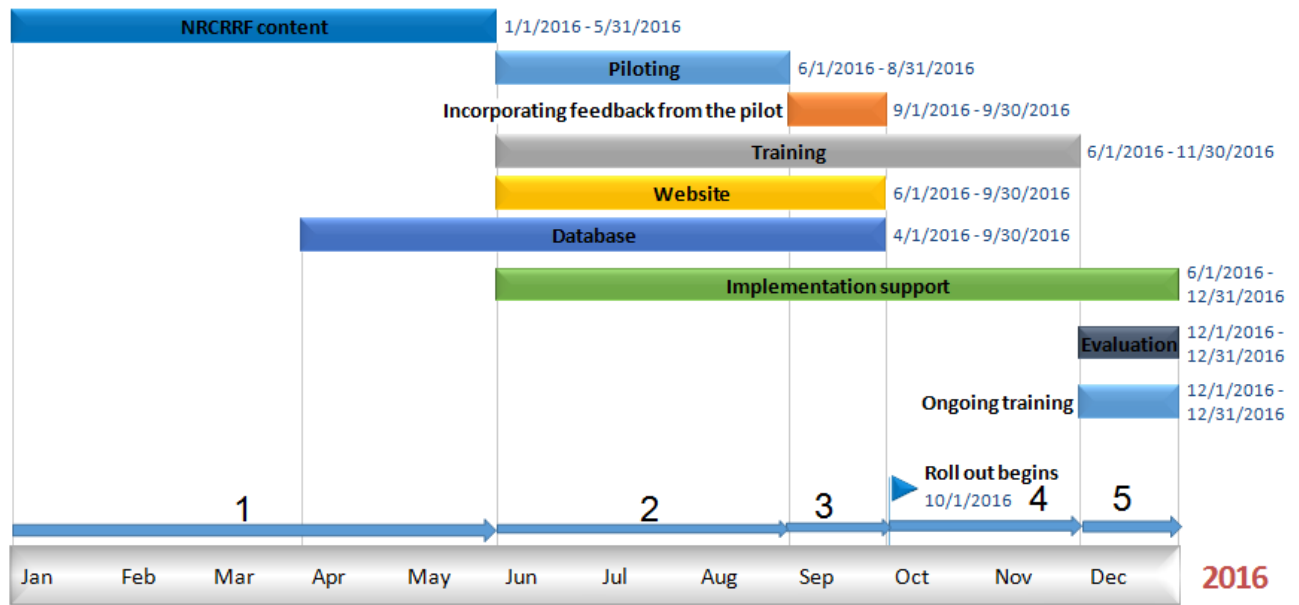 NRCRRF content 1/1/2016 - 5/31/2016
Piloting 6/1/2016 - 8/31/2016
Incorporating feedback from the pilot 9/1/2016 - 9/30/2016
Training 6/1/2016 - 11/30/2016
Website 6/1/2016 - 9/30/2016
Database 4/1/2016 - 9/30/2016
Implementation support 6/1/2016 -
12/31/2016
Evaluation 12/1/2016 -
12/31/2016
Ongoing training 12/1/2016 -
12/31/2016
Roll out begins
10/1/2016
1 2 3 4 5
Jan Feb Mar Apr May Jun Jul Aug Sep Oct Nov Dec 2016